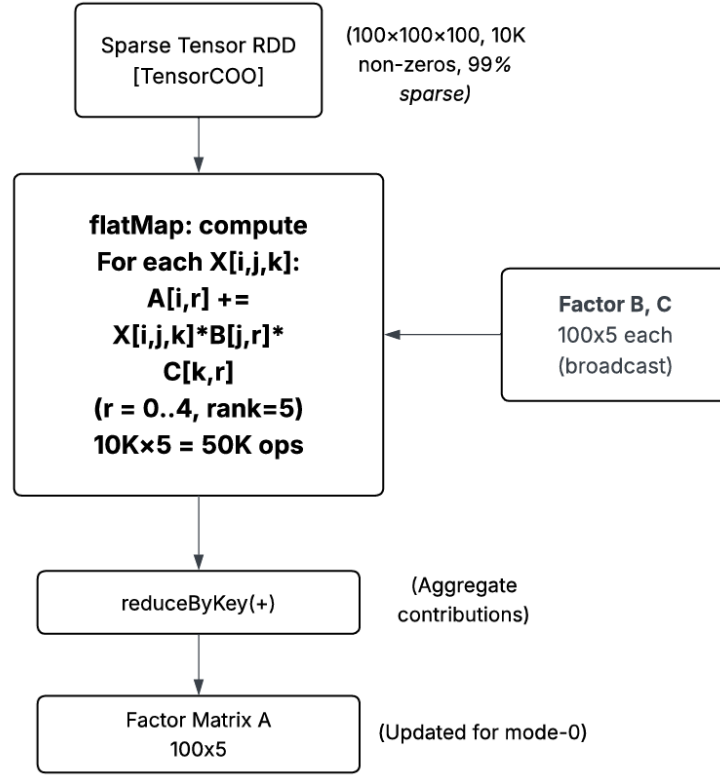 Sparse Tensor RDD
[TensorCOO]
(100×100×100, 10K
non-zeros, 99%
sparse)
flatMap: compute
For each X[i,j,k]:
A[i,r] +=
X[i,j,k]*B[j,r]*
C[k,r]
(r = 0..4, rank=5)
10K×5 = 50K ops
Factor B, C
100x5 each
(broadcast)
reduceByKey(+)
(Aggregate
contributions)
Factor Matrix A
100x5
(Updated for mode-0)